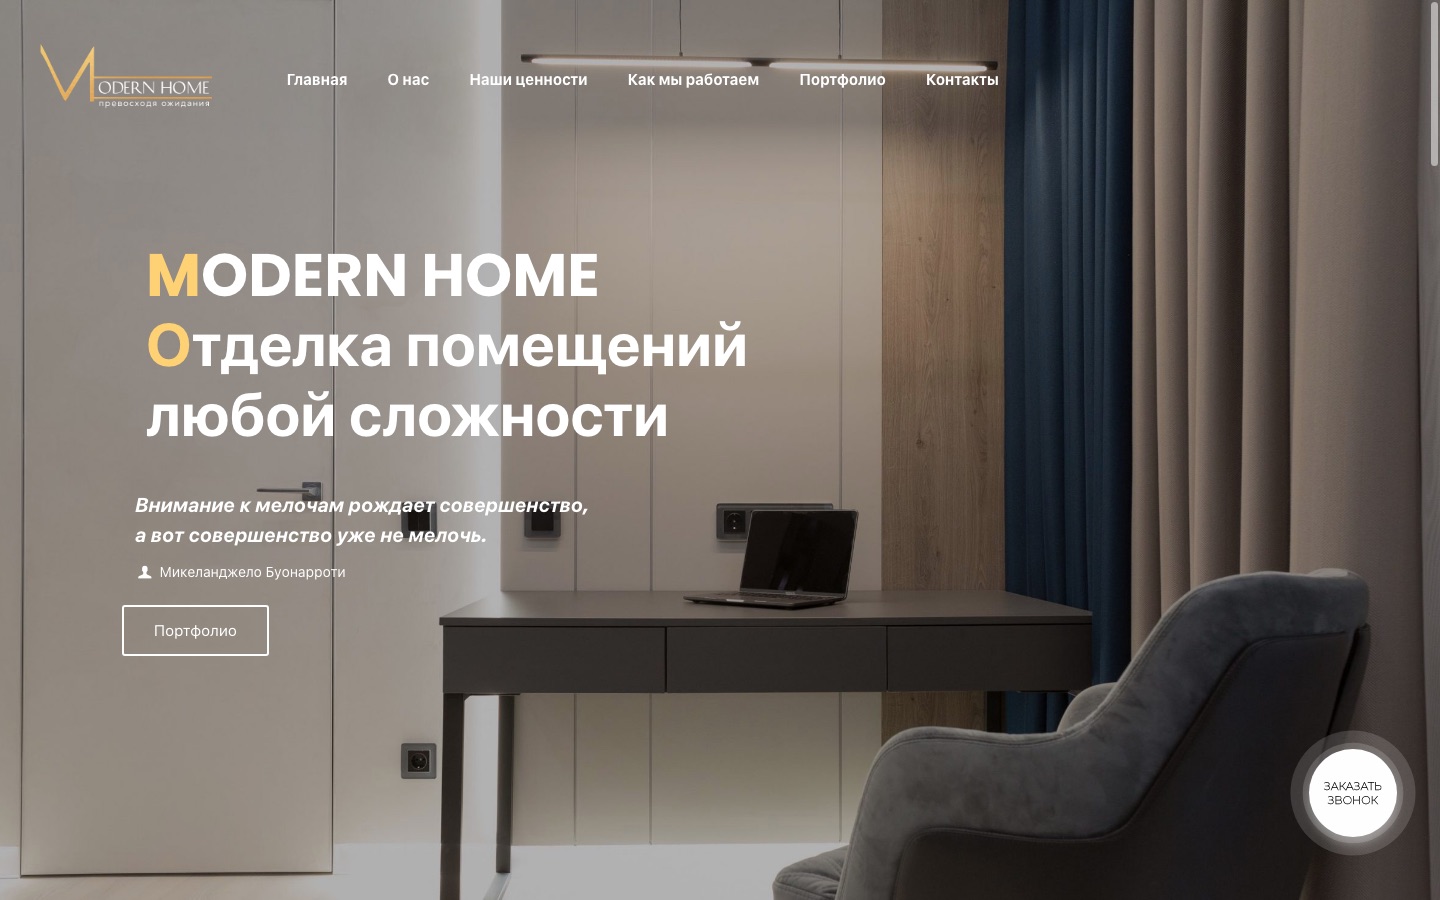 MODERN HOME
превосходя ожидания
Главная О нас Наши ценности Как мы работаем Портфолио Контакты
MODERN HOME
Отделка помещений
любой сложности
Внимание к мелочам рождает совершенство,
а вот совершенство уже не мелочь.
Микеланджело Буонарроти
Портфолио
ЗАКАЗАТЬ
ЗВОНОК